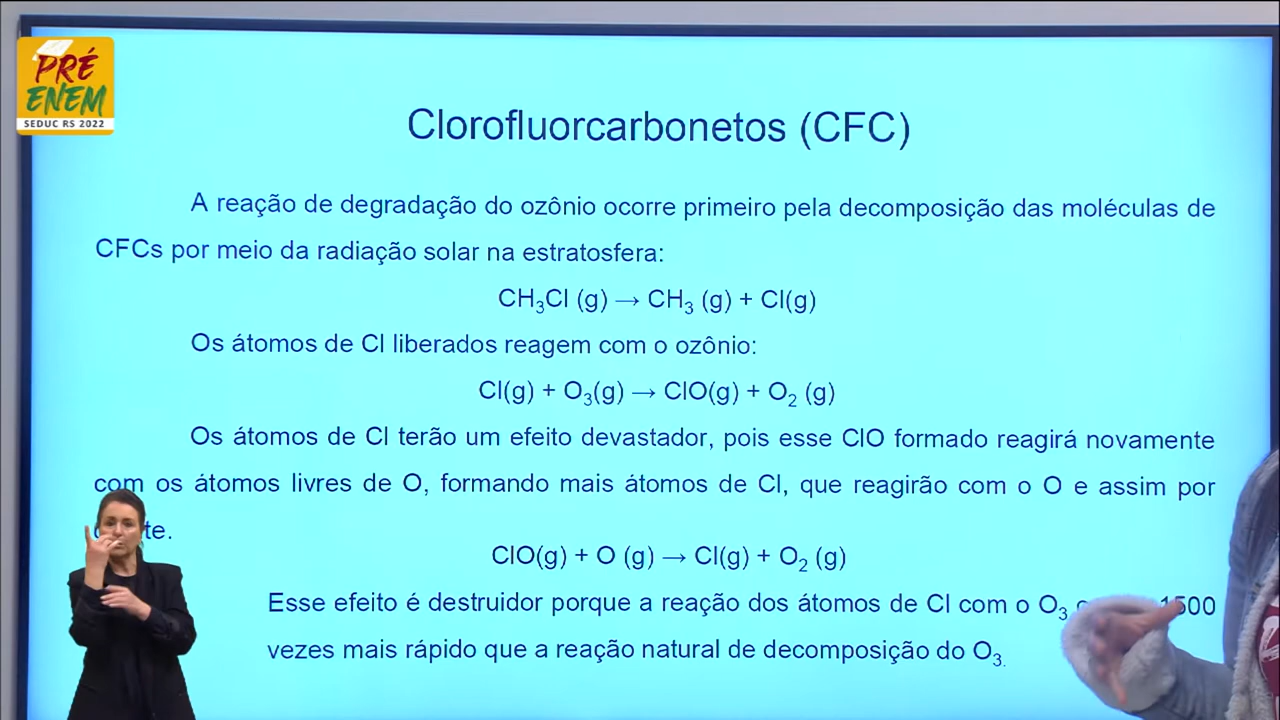 PRÉ
ENEM
SEDUC RS 2022
Clorofluorcarbonetos (CFC)
A reação de degradação do ozônio ocorre primeiro pela decomposição das moléculas de
CFCs por meio da radiação solar na estratosfera:
CH₃Cl (g) → CH₃ (g) + Cl(g)
Os átomos de Cl liberados reagem com o ozônio:
Cl(g) + O₃(g) → ClO(g) + O₂ (g)
Os átomos de Cl terão um efeito devastador, pois esse ClO formado reagirá novamente
com os átomos livres de O, formando mais átomos de Cl, que reagirão com o O e assim por
ClO(g) + O (g) → Cl(g) + O₂ (g)
Esse efeito é destruidor porque a reação dos átomos de Cl com o O₃ 1500
vezes mais rápido que a reação natural de decomposição do O₃.